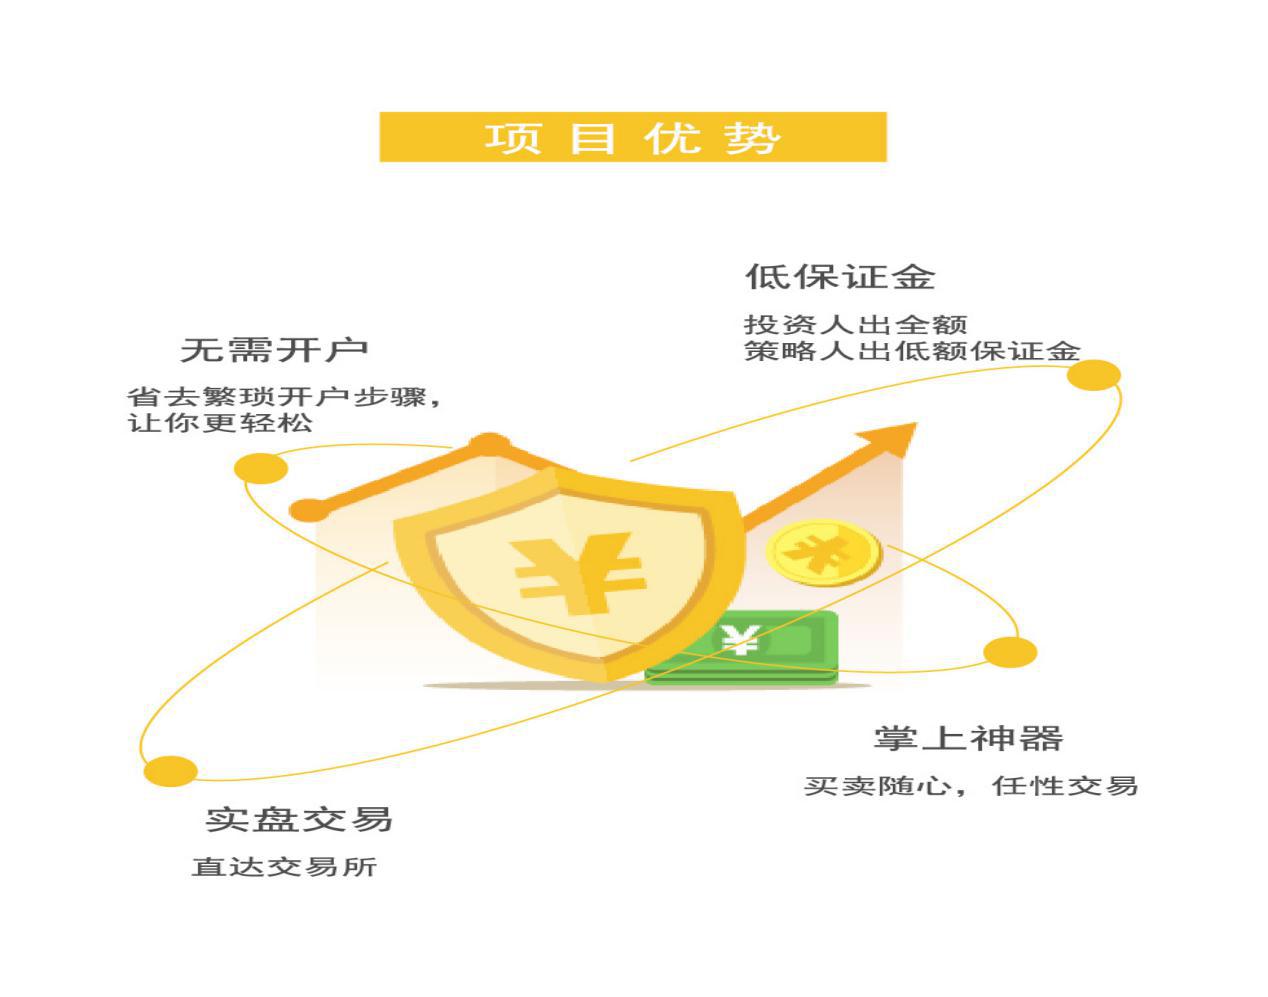 项目优势
低保证金
投资人出全额
策略人出低额保证金
无需开户
省去繁琐开户步骤，
让你更轻松
掌上神器
买卖随心，任性交易
实盘交易
直达交易所